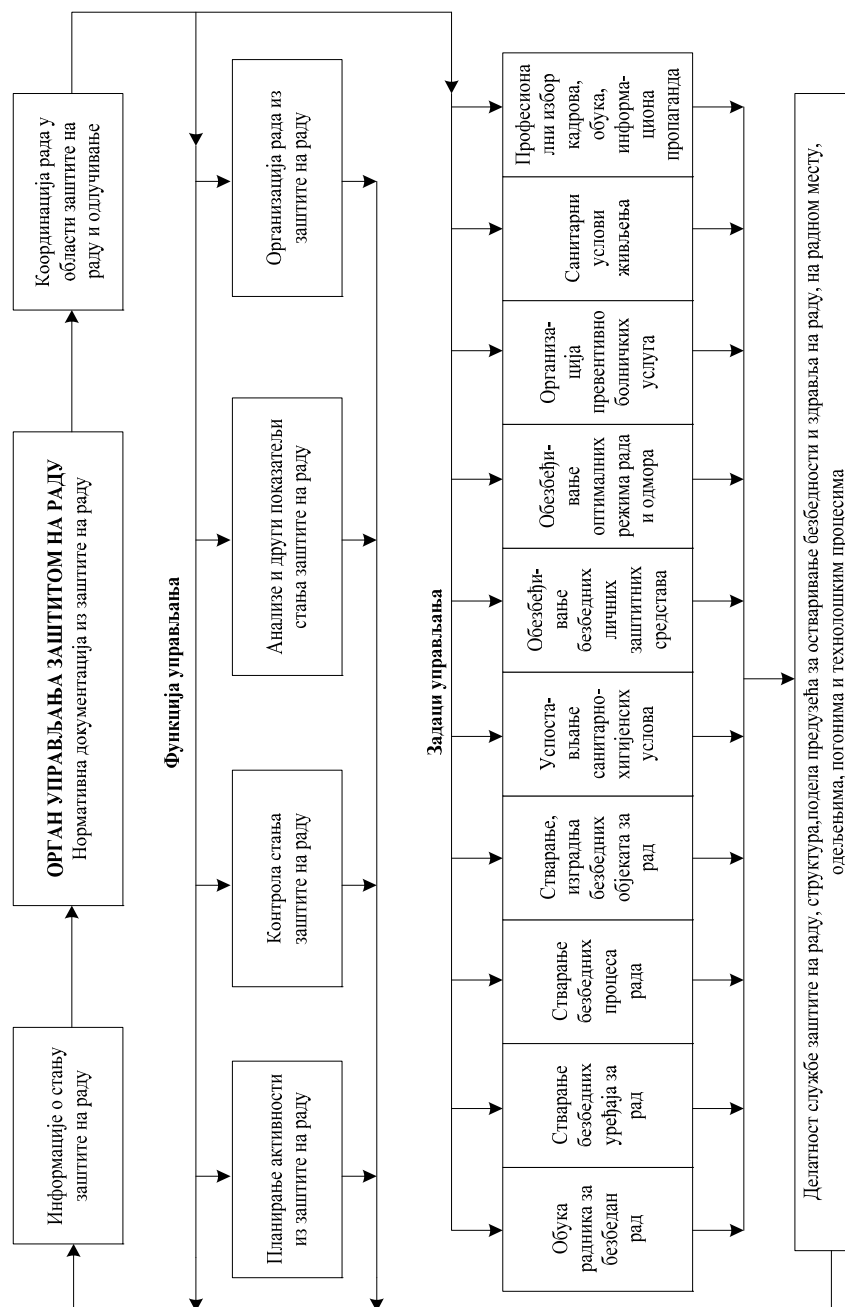 Информације о стању
заштите на раду
ОРГАН УПРАВЉАЊА ЗАШТИТОМ НА РАДУ
Нормативна документација из заштите на раду
Координација рада у
области заштите на
раду и одлучивање
Функција управљања
Планирање активности
из заштите на раду
Контрола стања
заштите на раду
Анализе и други показатељи
стања заштите на раду
Организација рада из
заштите на раду
Задаци управљања
Обука
радника за
безбедан
рад
Стварање
безбедних
уређаја за
рад
Стварање
безбедних
процеса
рада
Стварање,
изградња
безбедних
објеката за
рад
Успоста-
вљање
санитарно-
хигијенсих
услова
Обезбеђи-
вање
безбедних
личних
заштитних
средстава
Обезбеђи-
вање
оптималних
режима рада
и одмора
Организа-
ција
превентивно
болничких
услуга
Санитарни
услови
живљења
Професиона
лни избор
кадрова,
обука,
информа-
циона
пропаганда
Делатност службе заштите на раду, структура,подела предузећа за остваривање безбедности и здравља на раду, на радном месту,
одељењима, погонима и технолошким процесима